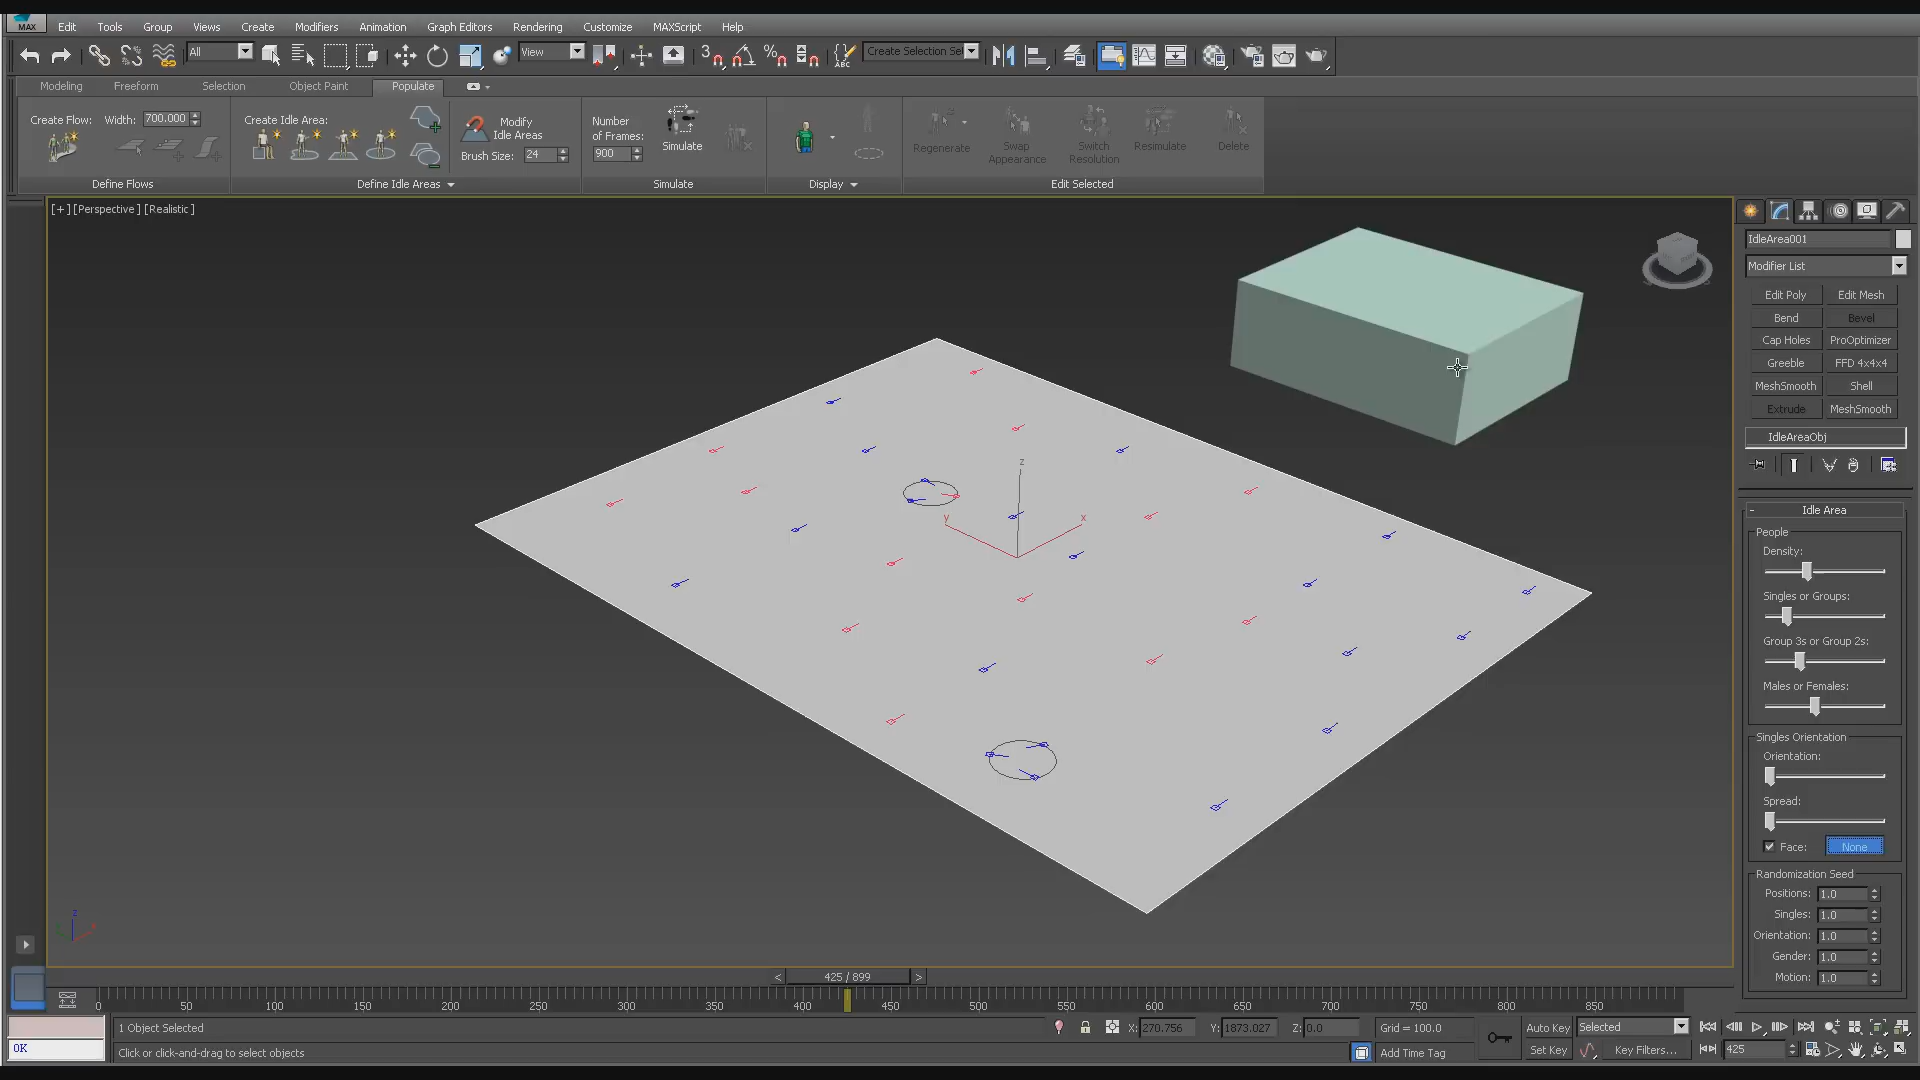 MAX
Edit Tools Group Views Create Modifiers Animation Graph Editors Rendering Customize MAXScript Help
All View 3 % ABC Create Selection Se
Modeling Freeform Selection Object Paint Populate
Create Flow: Width: 700.000 Create Idle Area: Modify Idle Areas Number of Frames: Simulate
Brush Size: 24 900
Regenerate Swap Appearance Switch Resolution Resimulate Delete
Define Flows Define Idle Areas Simulate Display Edit Selected
[+] [Perspective] [Realistic]
z
y
x
z
IdleArea001
Modifier List
Edit Poly Edit Mesh
Bend Bevel
Cap Holes ProOptimizer
Greeble FFD 4x4x4
MeshSmooth Shell
Extrude MeshSmooth
IdleAreaObj
- Idle Area
People
Density:
Singles or Groups:
Group 3s or Group 2s:
Males or Females:
Singles Orientation
Orientation:
Spread:
Face: None
Randomization Seed
Positions: 1.0
Singles: 1.0
Orientation: 1.0
Gender: 1.0
Motion: 1.0
< 425 / 899 >
0 50 100 150 200 250 300 350 400 450 500 550 600 650 700 750 800 850
1 Object Selected X: 270.756 Y: 1873.027 Z: 0.0 Grid = 100.0 Auto Key Selected
OK Click or click-and-drag to select objects Add Time Tag Set Key Key Filters... 425